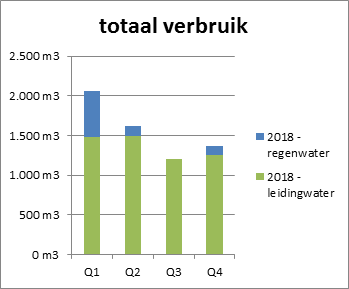 totaal verbruik
2.500 m3
2.000 m3
1.500 m3
1.000 m3
500 m3
0 m3
Q1 Q2 Q3 Q4
2018 -
regenwater
2018 -
leidingwater